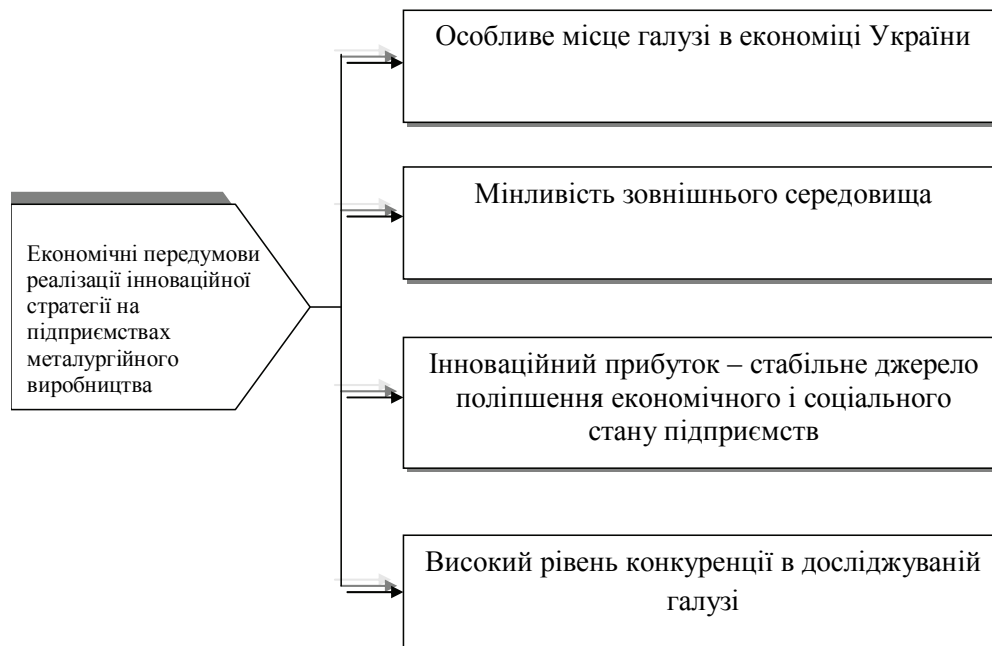 Економічні передумови
реалізації інноваційної
стратегії на
підприємствах
металургійного
виробництва
Особливе місце галузі в економіці України
Мінливість зовнішнього середовища
Інноваційний прибуток – стабільне джерело
поліпшення економічного і соціального
стану підприємств
Високий рівень конкуренції в досліджуваній
галузі